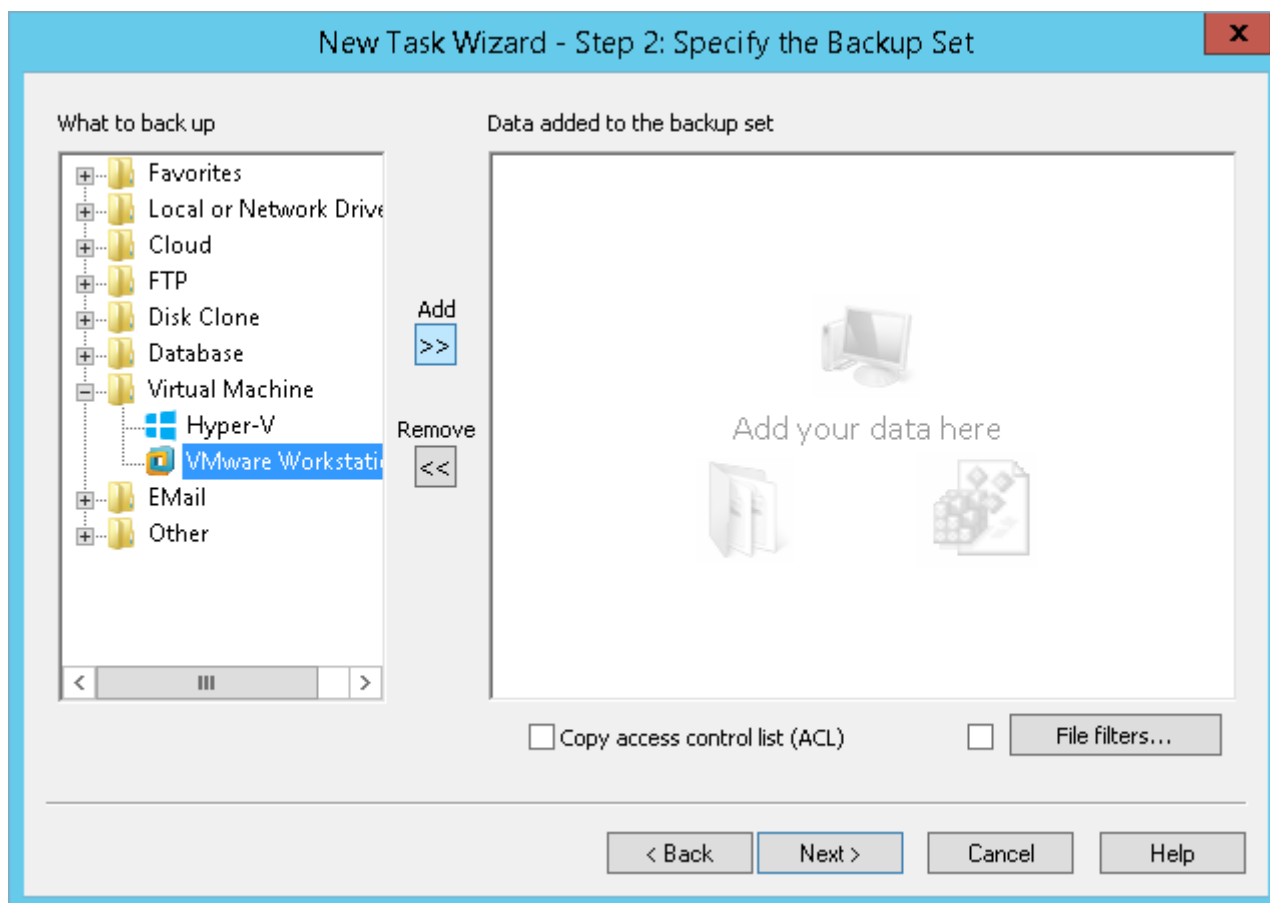 New Task Wizard - Step 2: Specify the Backup Set
x
What to back up
Data added to the backup set
Favorites
Local or Network Drive
Cloud
FTP
Disk Clone
Database
Virtual Machine
Hyper-V
VMware Workstati
EMail
Other
Add
>>
Remove
<<
Add your data here
Copy access control list (ACL)
File filters...
< Back
Next >
Cancel
Help